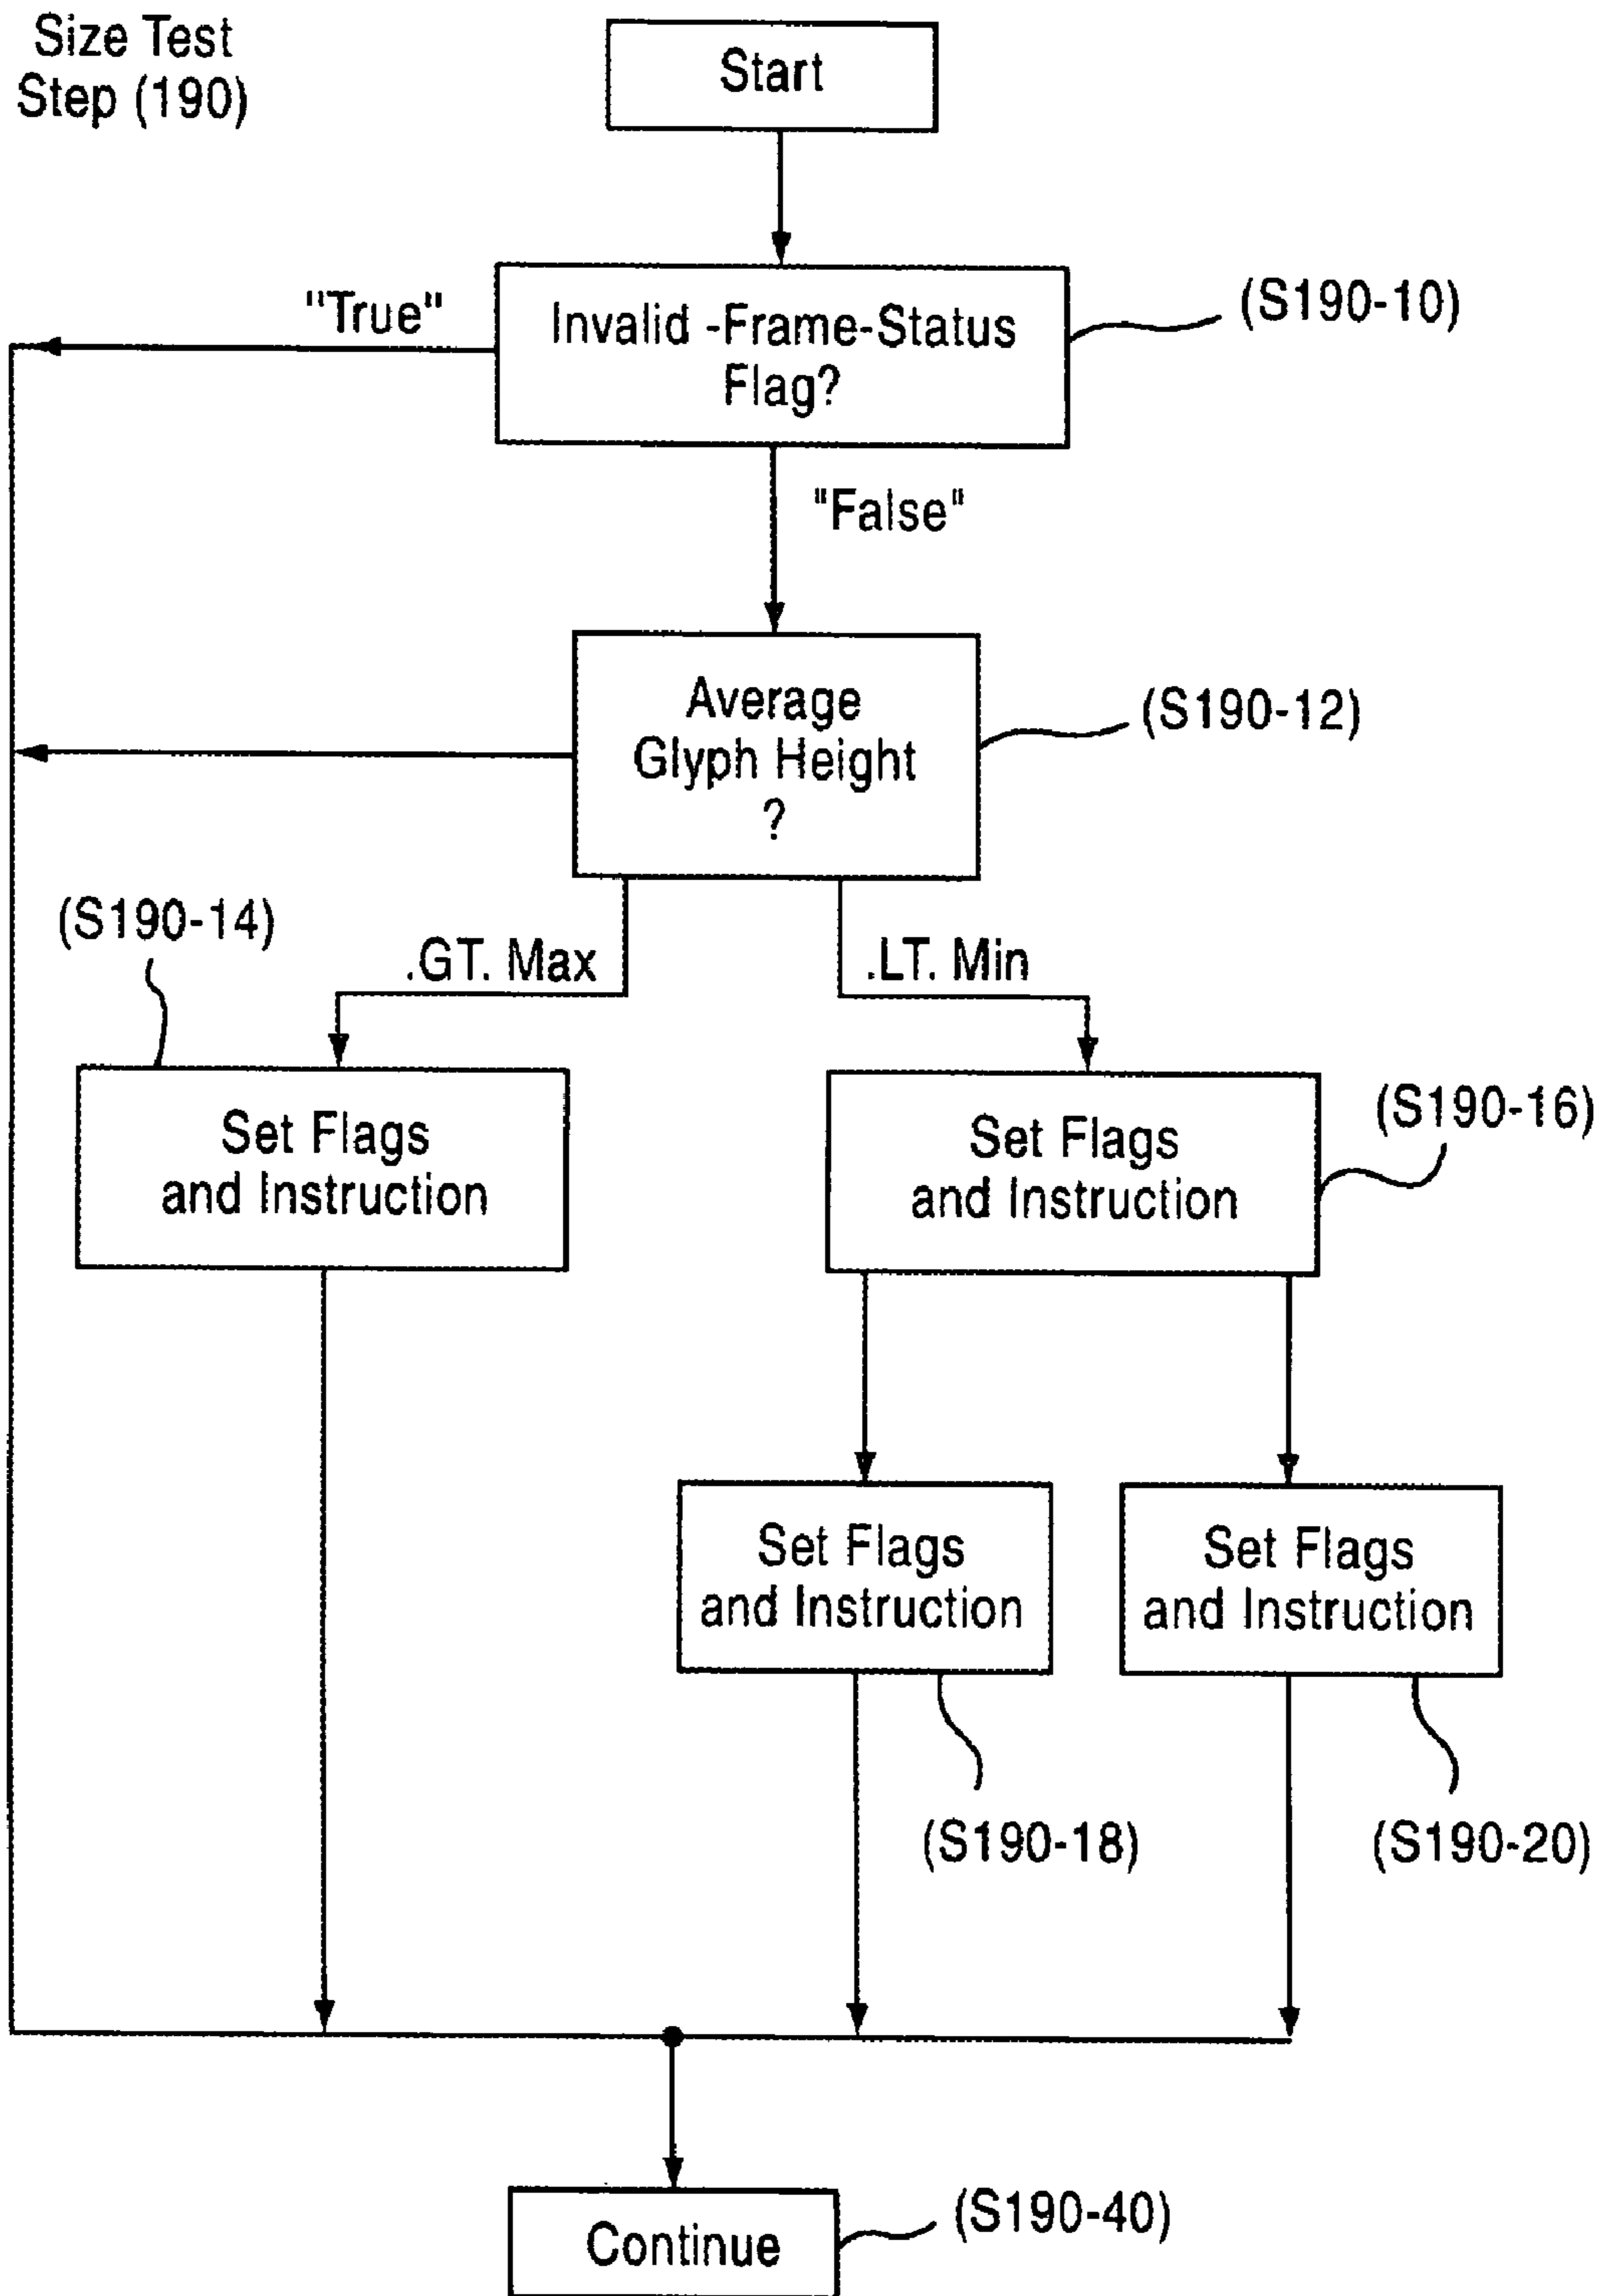 Size Test
Step (190)
Start
"True"
Invalid -Frame-Status
Flag?
(S190-10)
"False"
Average
Glyph Height
?
(S190-12)
(S190-14)
.GT. Max
.LT. Min
Set Flags
and Instruction
Set Flags
and Instruction
(S190-16)
Set Flags
and Instruction
Set Flags
and Instruction
(S190-18)
(S190-20)
Continue
(S190-40)